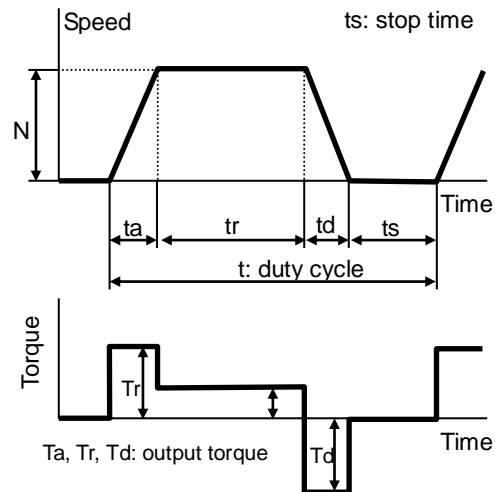 Speed
ts: stop time
N
Time
ta
tr
td
ts
t: duty cycle
Torque
Tr
Td
Time
Ta, Tr, Td: output torque